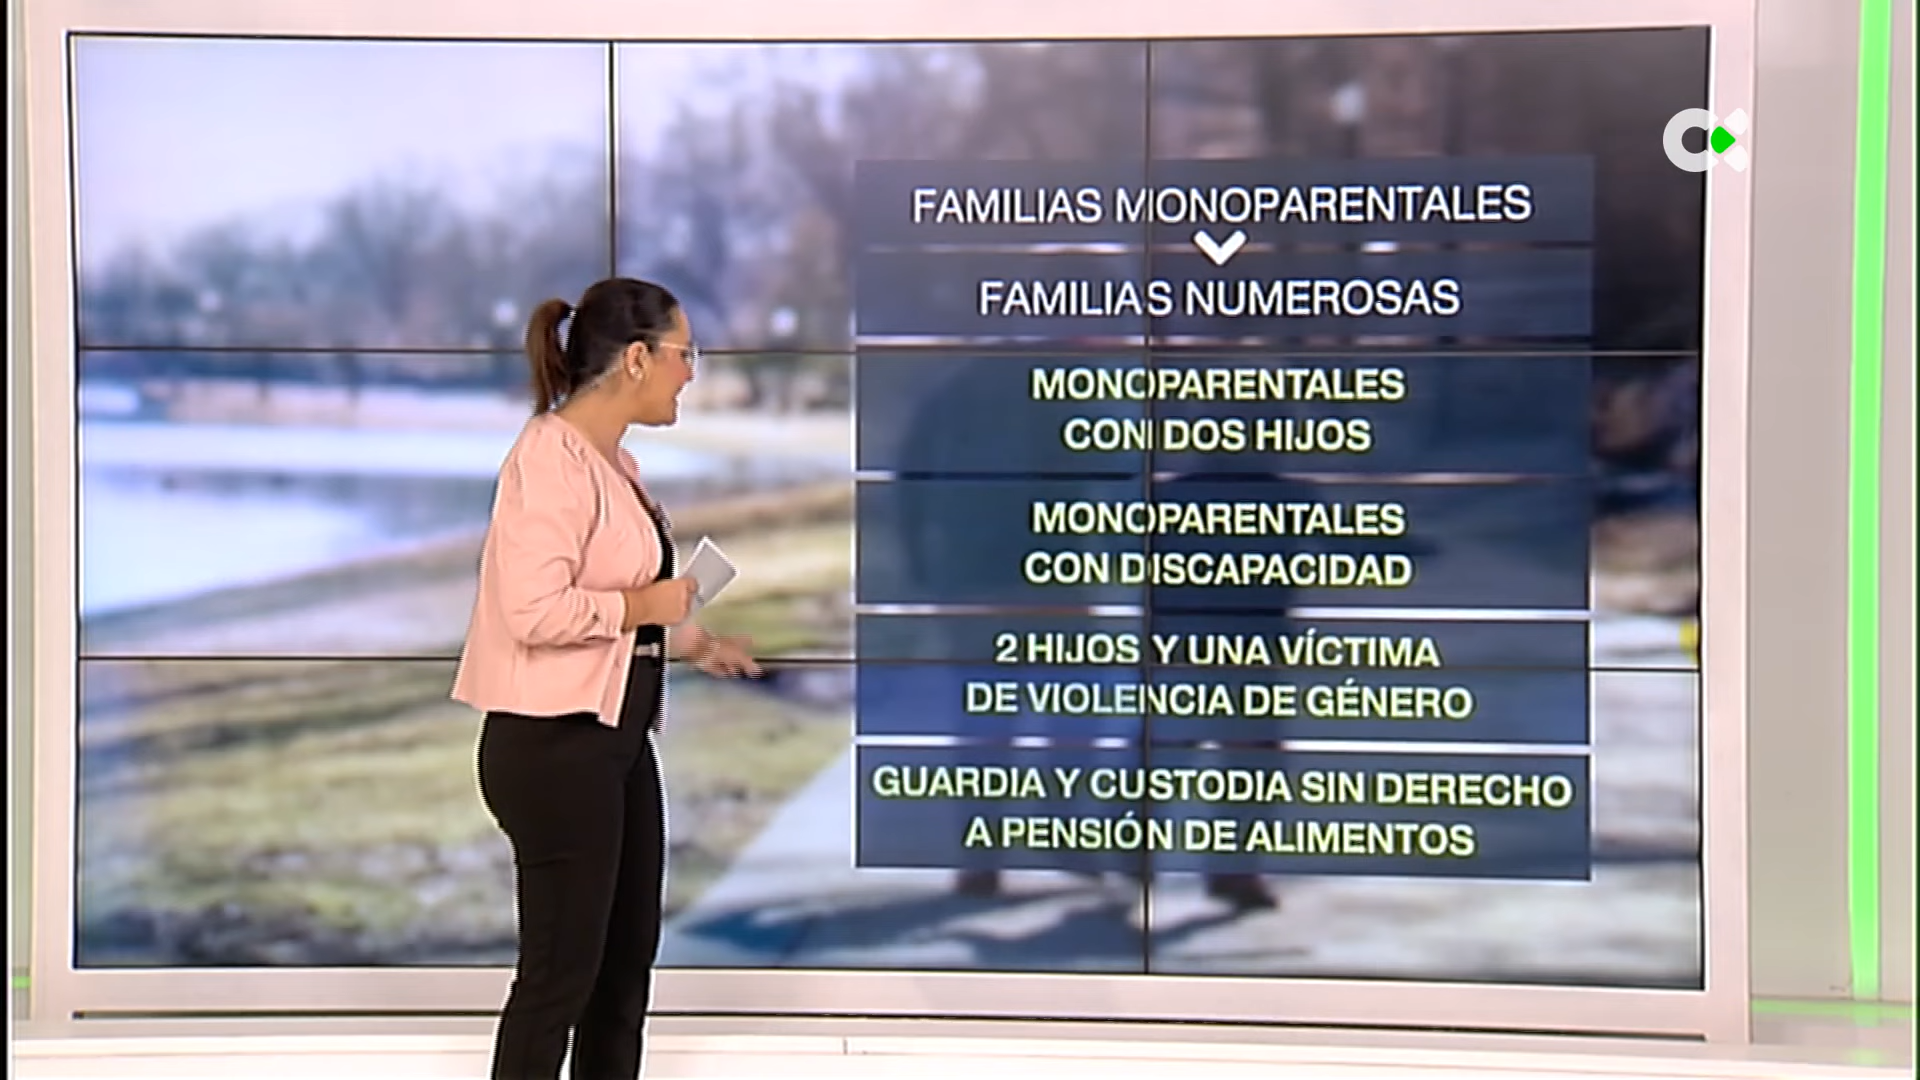 FAMILIAS MONOPARENTALES
FAMILIAS NUMEROSAS
MONOPARENTALES
CON DOS HIJOS
MONOPARENTALES
CON DISCAPACIDAD
2 HIJOS Y UNA VÍCTIMA
DE VIOLENCIA DE GÉNERO
GUARDIA Y CUSTODIA SIN DERECHO
A PENSIÓN DE ALIMENTOS